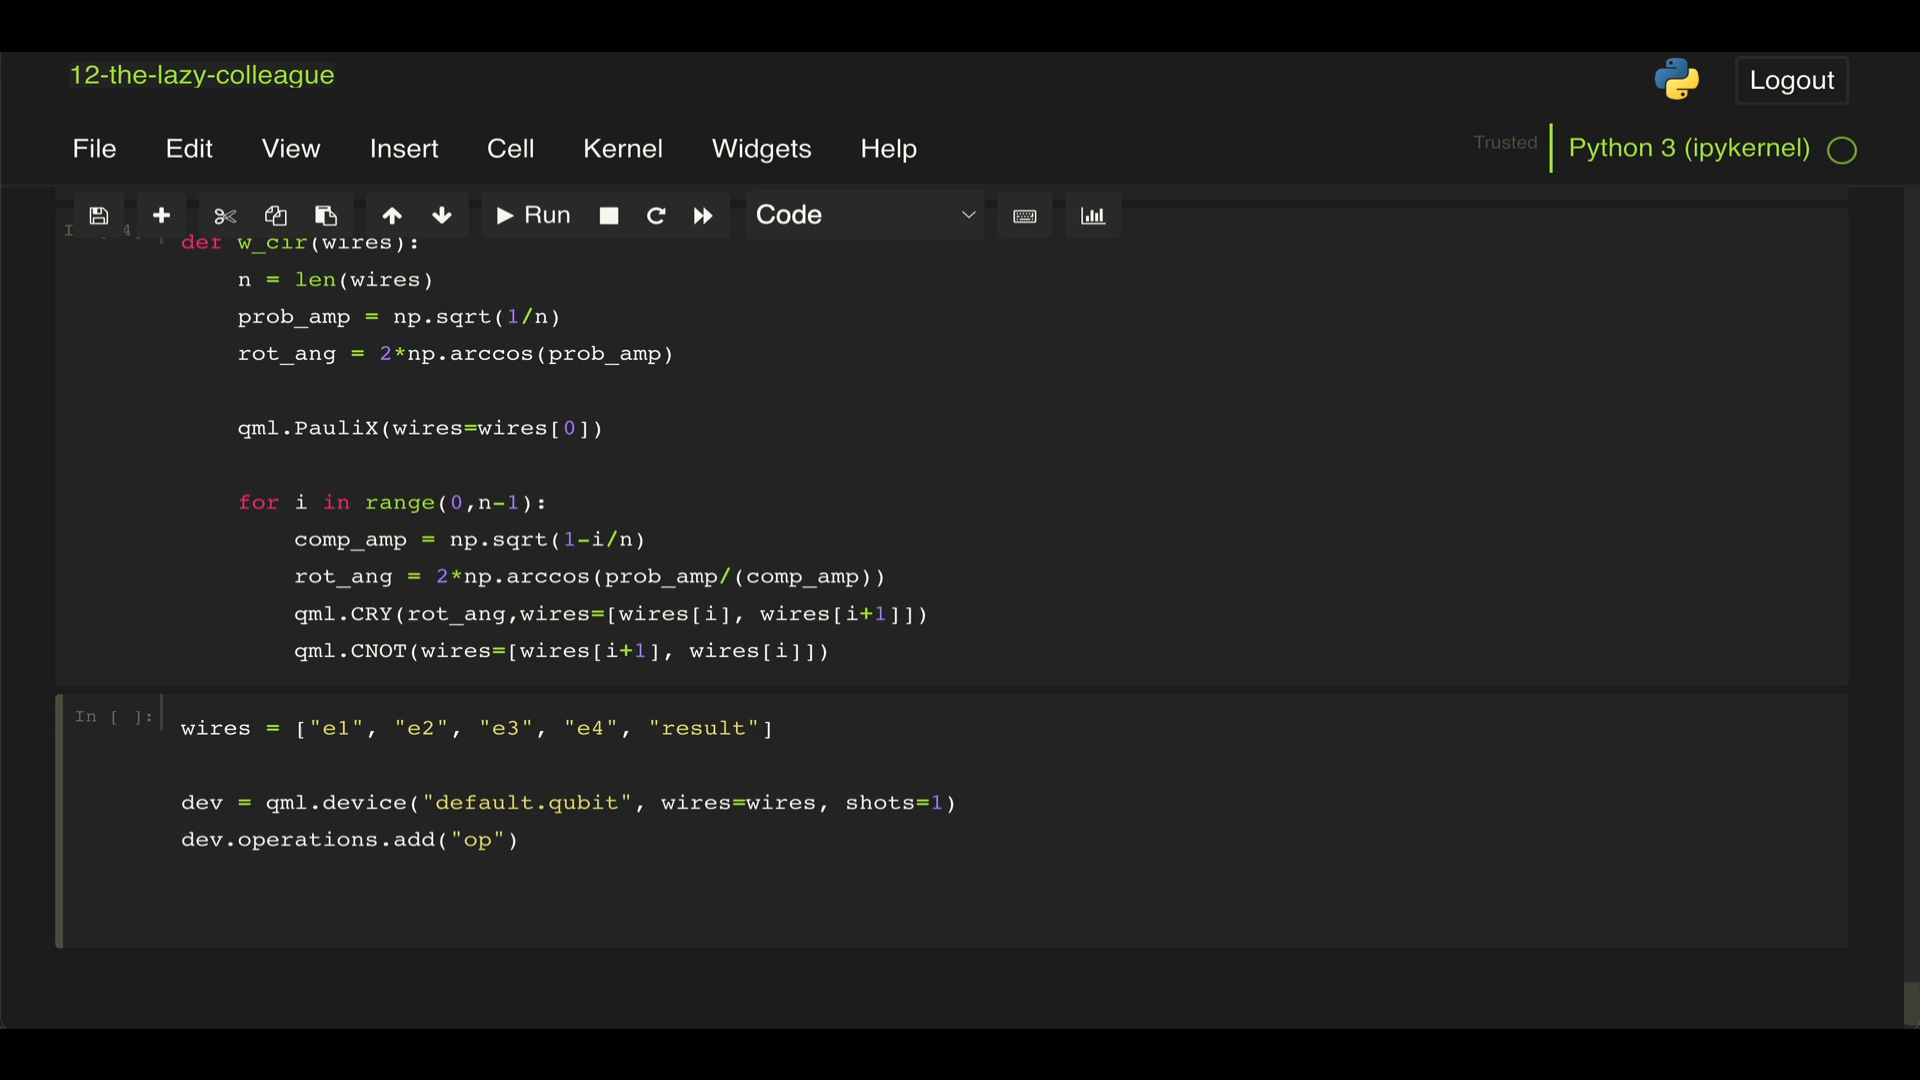 12-the-lazy-colleague
Logout
File Edit View Insert Cell Kernel Widgets Help
Trusted
Python 3 (ipykernel)
Run
Code
def w_cir(wires):
n = len(wires)
prob_amp = np.sqrt(1/n)
rot_ang = 2*np.arccos(prob_amp)
qml.PauliX(wires=wires[0])
for i in range(0,n-1):
comp_amp = np.sqrt(1-i/n)
rot_ang = 2*np.arccos(prob_amp/(comp_amp))
qml.CRY(rot_ang,wires=[wires[i], wires[i+1]])
qml.CNOT(wires=[wires[i+1], wires[i]])
In [ ]:
wires = ["e1", "e2", "e3", "e4", "result"]
dev = qml.device("default.qubit", wires=wires, shots=1)
dev.operations.add("op")